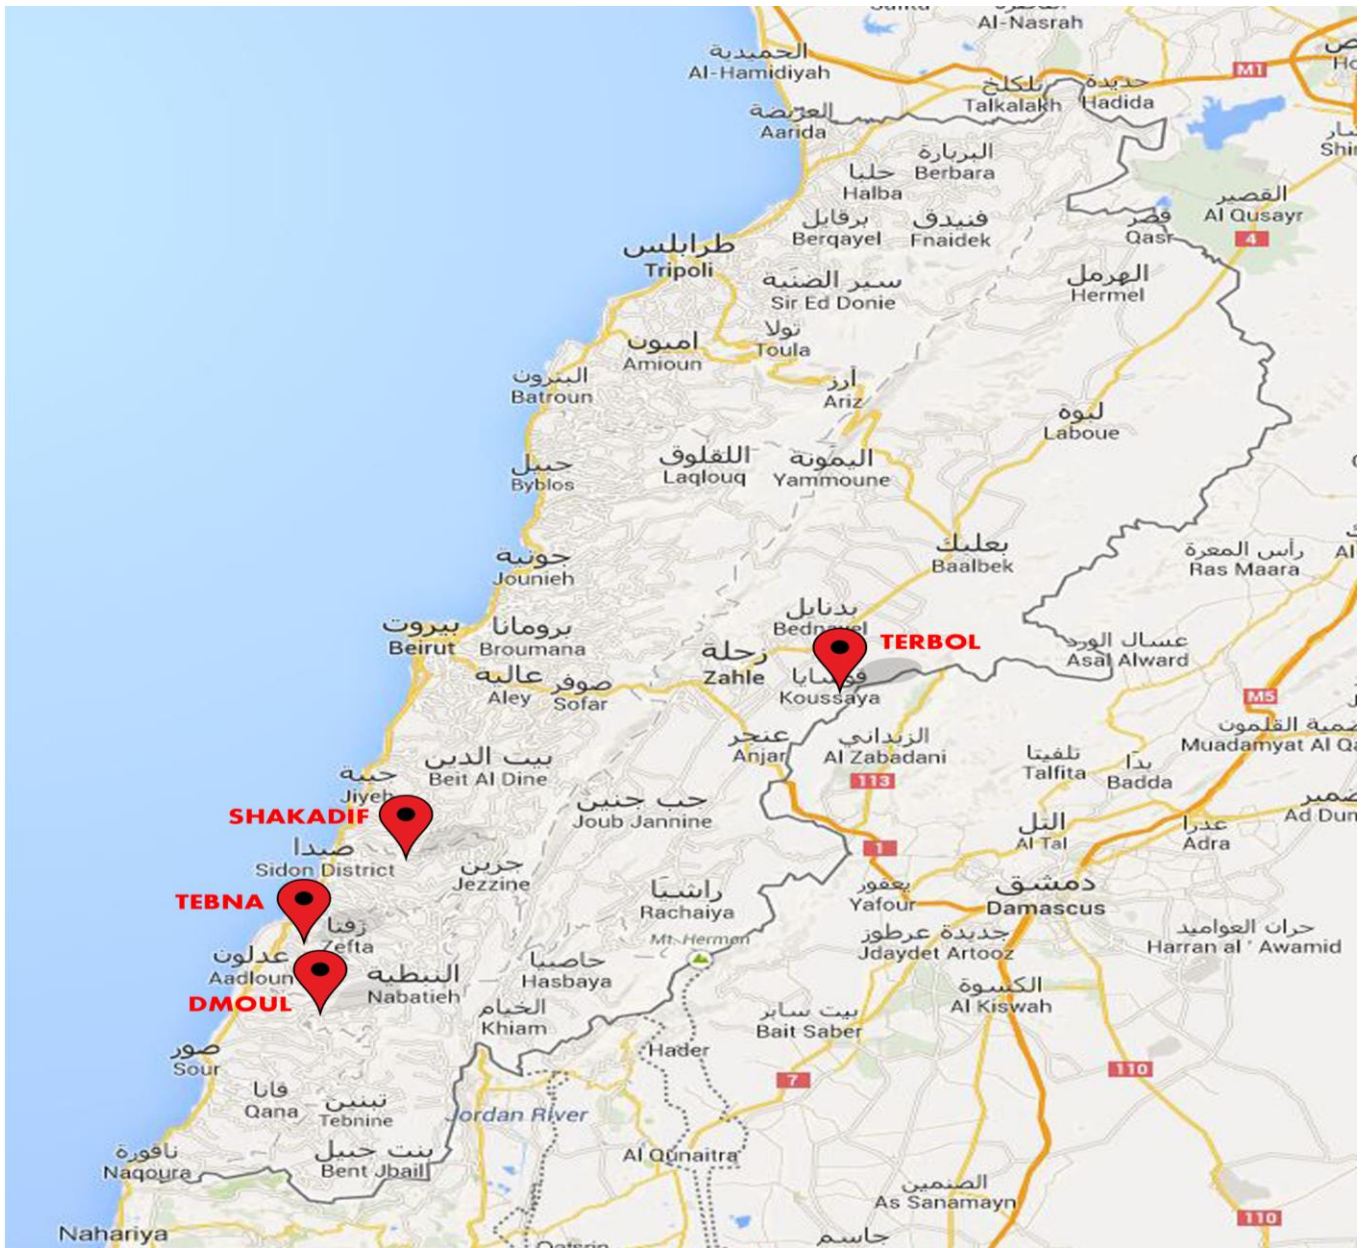 الناصرة
Al-Nasrah
الحميدية
Al-Hamidiyah
M1
تلكلخ
Talkalakh
حديدة
Hadida
العريضة
Aarida
البربارة
Berbara
حلبا
Halba
القصير
Al Qusayr
4
برقايل
Berqayel
فنيدق
Fnaidek
قصر
Qasr
طرابلس
Tripoli
سير الضنية
Sir Ed Donie
الهرمل
Hermel
تولا
Toula
اميون
Amioun
البترون
Batroun
أرز
Ariz
لبوة
Laboue
جبيل
Byblos
اللقلوق
Laqlouq
اليمونة
Yammoune
جونية
Jounieh
بعلبك
Baalbek
رأس المعرة
Ras Maara
بدنايل
Bednayel
بيروت
Beirut
برومانا
Broumana
TERBOL
زحلة
Zahle
عسال الورد
Asal Alward
قوسايا
Koussaya
عاليه
Aley
صوفر
Sofar
M5
عنجر
Anjar
الزبداني
Al Zabadani
113
تلفيتا
Talfita
بدا
Badda
Muadamyat Al Qa
بيت الدين
Beit Al Dine
Jiyeh
SHAKADIF
جب جنين
Joub Jannine
التل
Al Tal
عدرا
Adra
Ad Dum
صيدا
Sidon District
جزين
Jezzine
1
يعفور
Yafour
دمشق
Damascus
TEBNA
راشيا
Rachaiya
زفتا
Zefta
Mt. Hermon
جديدة عرطوز
Jdaydet Artooz
حران العواميد
Harran al ' Awamid
عدلون
Aadloun
النبطية
Nabatieh
حاصبيا
Hasbaya
DMOUL
الخيام
Khiam
بيت سابر
Bait Saber
الكسوة
Al Kiswah
صور
Sour
Hader
7
110
قانا
Qana
تبنين
Tebnine
Jordan River
ناقورة
Naqoura
بنت جبيل
Bent Jbail
Al Qunaitra
الصنمين
As Sanamayn
110
Nahariya
Qatsrin
جاسم